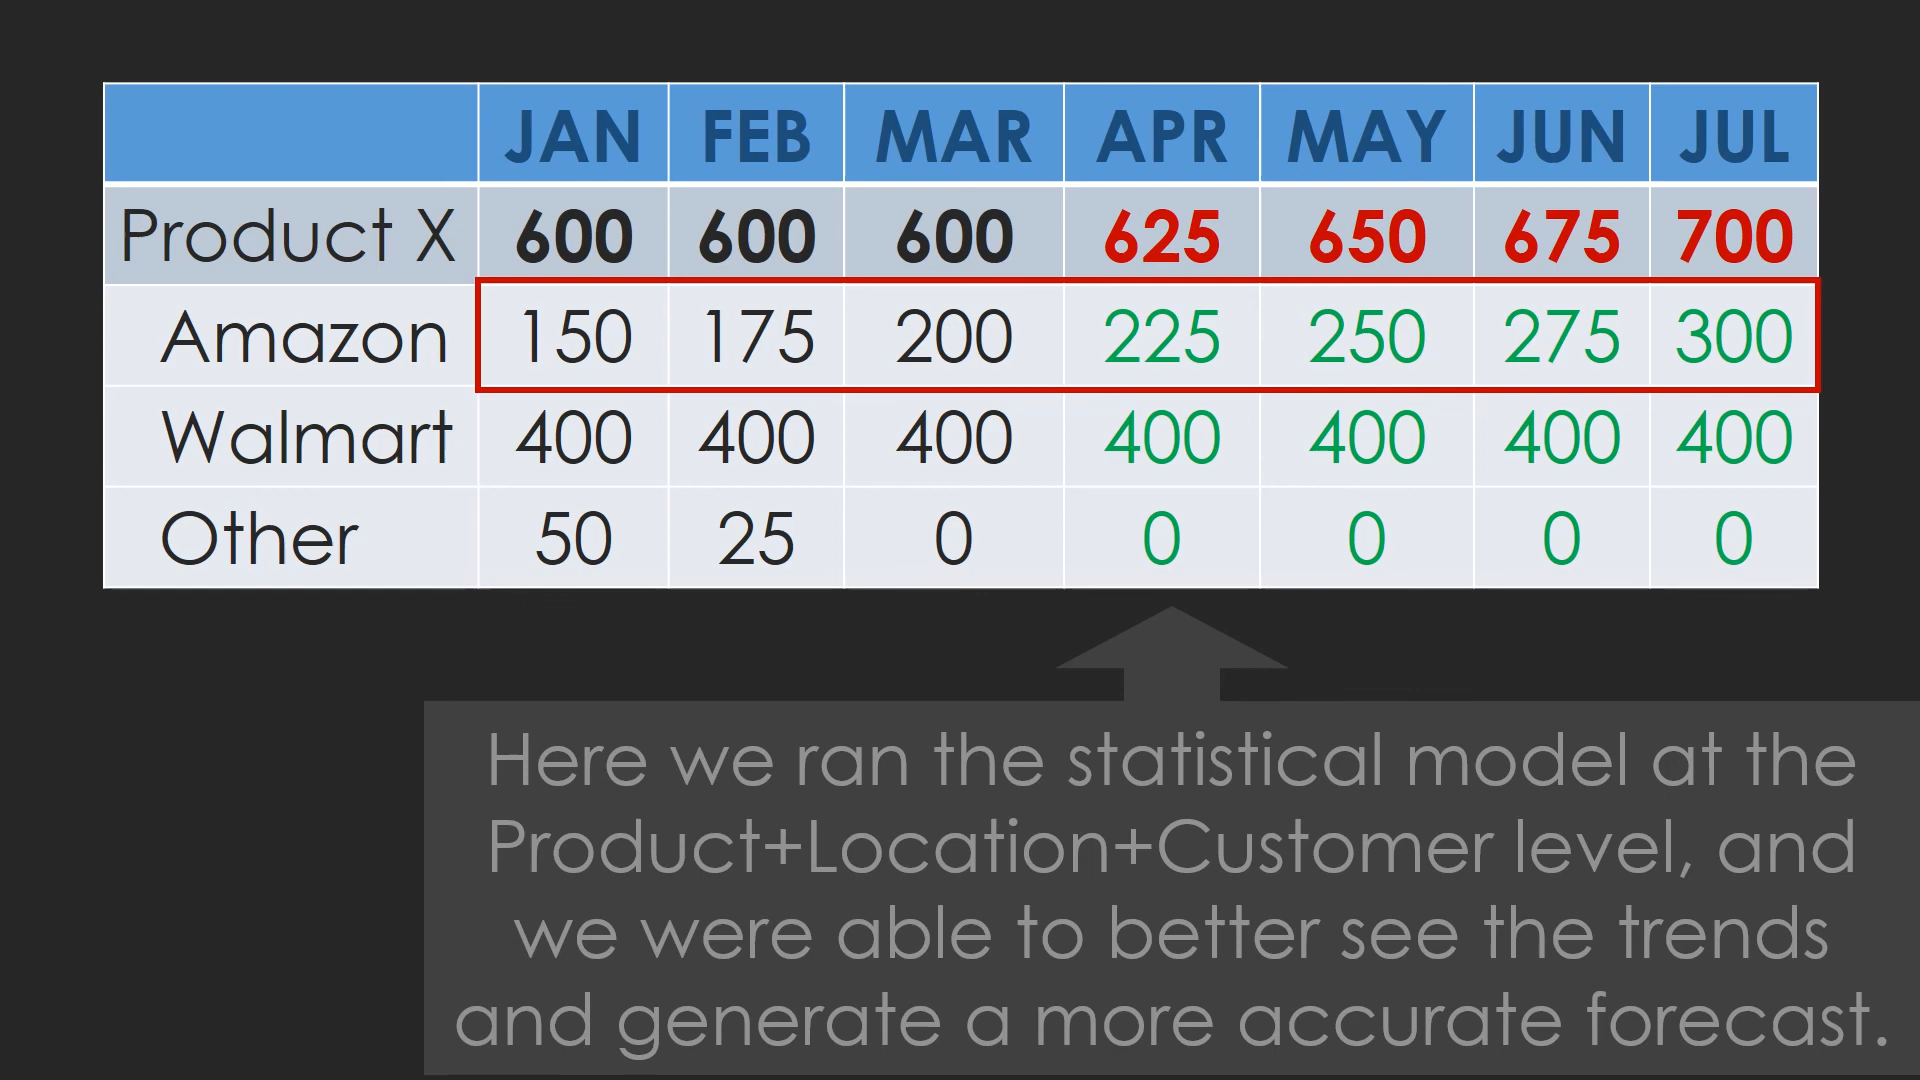 JAN FEB MAR APR MAY JUN JUL
Product X 600 600 600 625 650 675 700
Amazon 150 175 200 225 250 275 300
Walmart 400 400 400 400 400 400 400
Other 50 25 0 0 0 0 0
Here we ran the statistical model at the
Product+Location+Customer level, and
we were able to better see the trends
and generate a more accurate forecast.